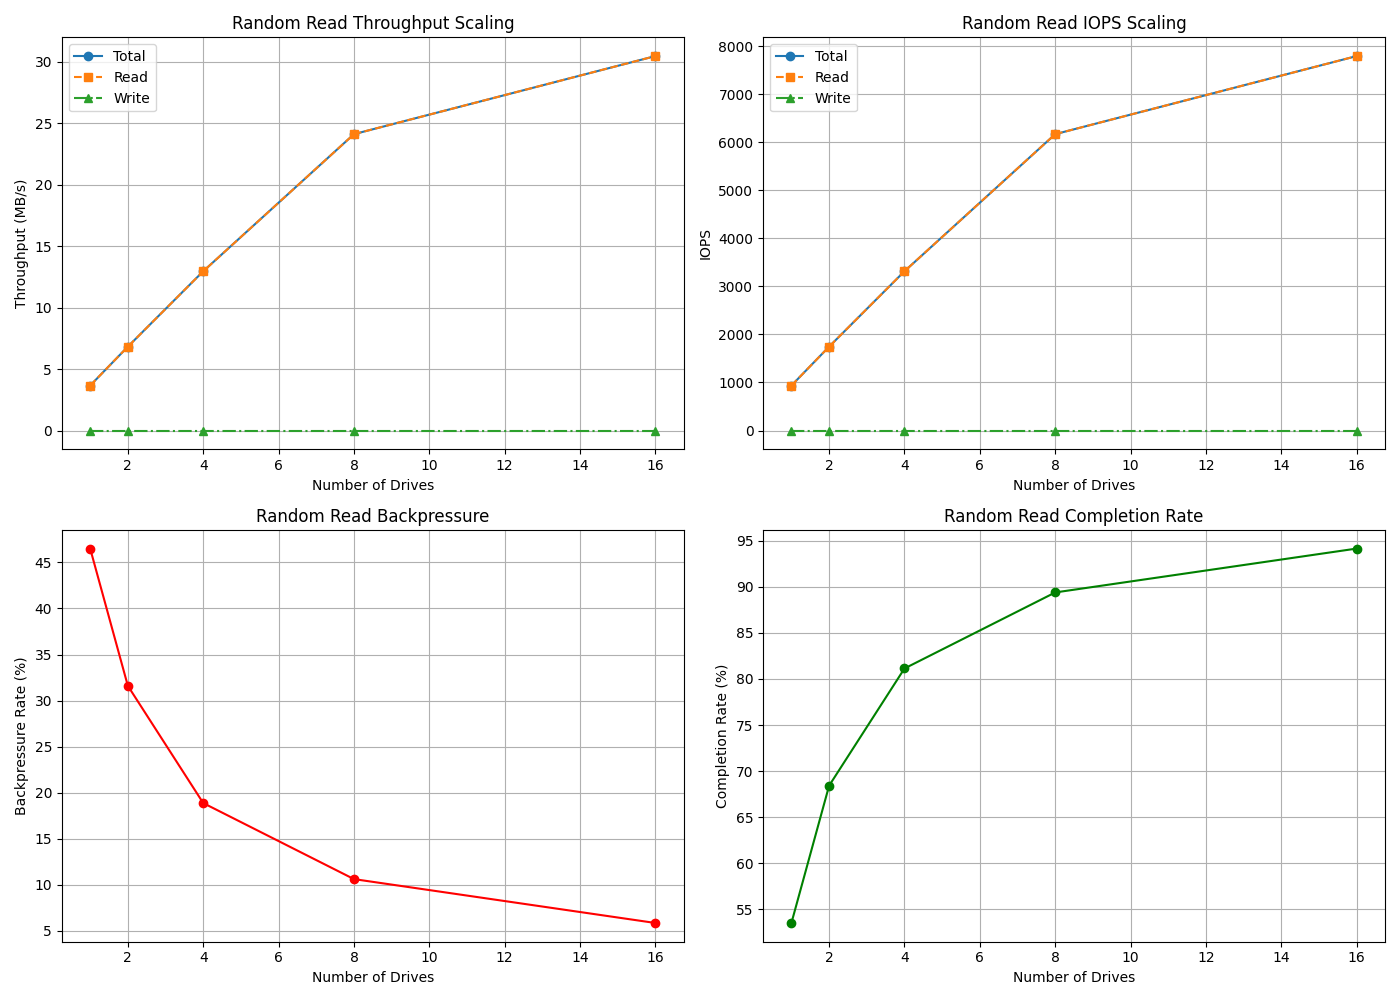 Random Read Throughput Scaling
Throughput (MB/s)
30
25
20
15
10
5
0
Total
Read
Write
2 4 6 8 10 12 14 16
Number of Drives
Random Read IOPS Scaling
IOPS
8000
7000
6000
5000
4000
3000
2000
1000
0
Total
Read
Write
2 4 6 8 10 12 14 16
Number of Drives
Random Read Backpressure
Backpressure Rate (%)
45
40
35
30
25
20
15
10
5
2 4 6 8 10 12 14 16
Number of Drives
Random Read Completion Rate
Completion Rate (%)
95
90
85
80
75
70
65
60
55
2 4 6 8 10 12 14 16
Number of Drives